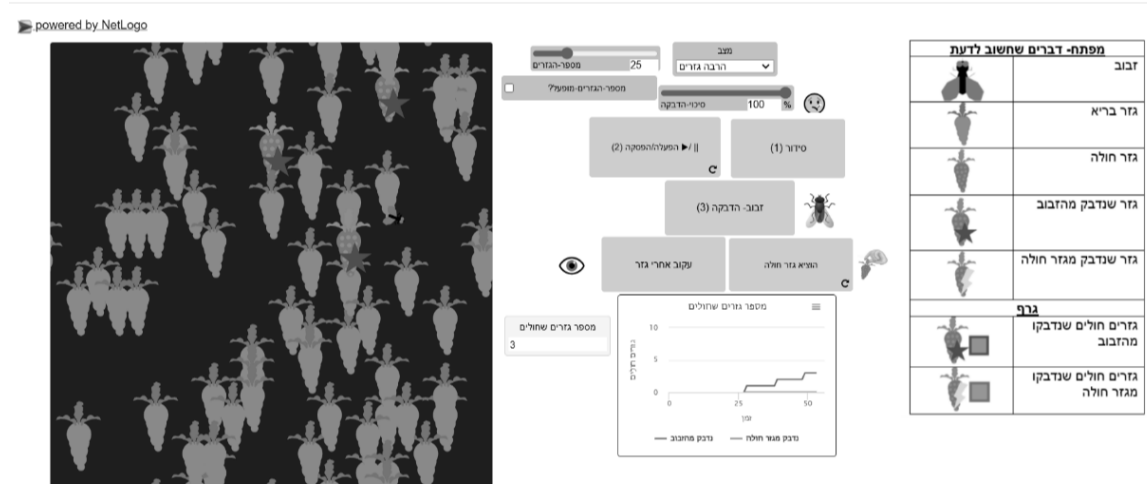 powered by NetLogo
מספר-הגזרים
25
מצב
הרבה גזרים
מספר-הגזרים-מופעל?
סיכוי-הדבקה
100
%
הפעלה/הפסקה (2) ▶/ ||
סידור (1)
זבוב- הדבקה (3)
עקוב אחרי גזר
הוציא גזר חולה
מספר גזרים שחולים
3
מספר גזרים שחולים
10
5
0
גזרים חולים
0
25
50
זמן
נדבק מהזבוב
נדבק מגזר חולה
מפתח- דברים שחשוב לדעת
זבוב
גזר בריא
גזר חולה
גזר שנדבק מהזבוב
גזר שנדבק מגזר חולה
גרף
גזרים חולים שנדבקו
מהזבוב
גזרים חולים שנדבקו
מגזר חולה